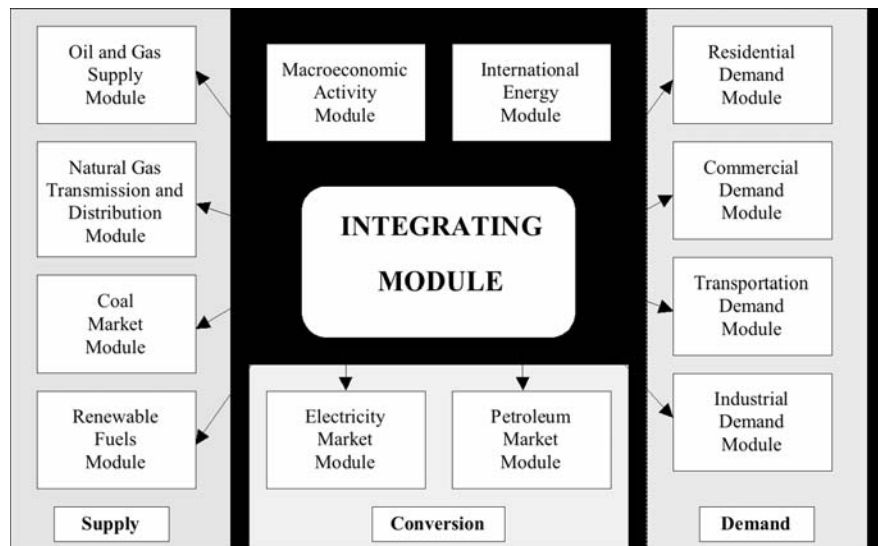 Oil and Gas
Supply
Module
Natural Gas
Transmission and
Distribution
Module
Coal
Market
Module
Renewable
Fuels
Module
Supply
Macroeconomic
Activity
Module
International
Energy
Module
INTEGRATING
MODULE
Electricity
Market
Module
Petroleum
Market
Module
Conversion
Residential
Demand
Module
Commercial
Demand
Module
Transportation
Demand
Module
Industrial
Demand
Module
Demand